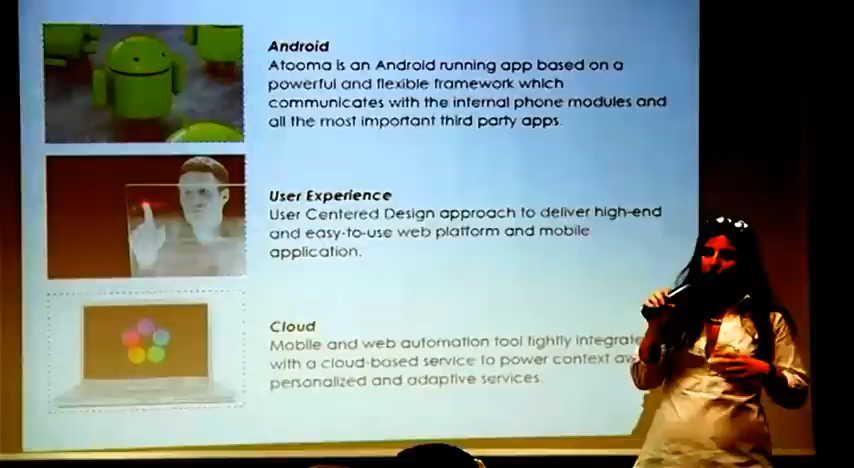 Android
Atooma is an Android running app based on a
powerful and flexible framework which
communicates with the internal phone modules and
all the most important third party apps.
User Experience
User Centered Design approach to deliver high-end
and easy-to-use web platform and mobile
application.
Cloud
Mobile and web automation tool tightly integrate
with a cloud-based service to power context aw
personalized and adaptive services.